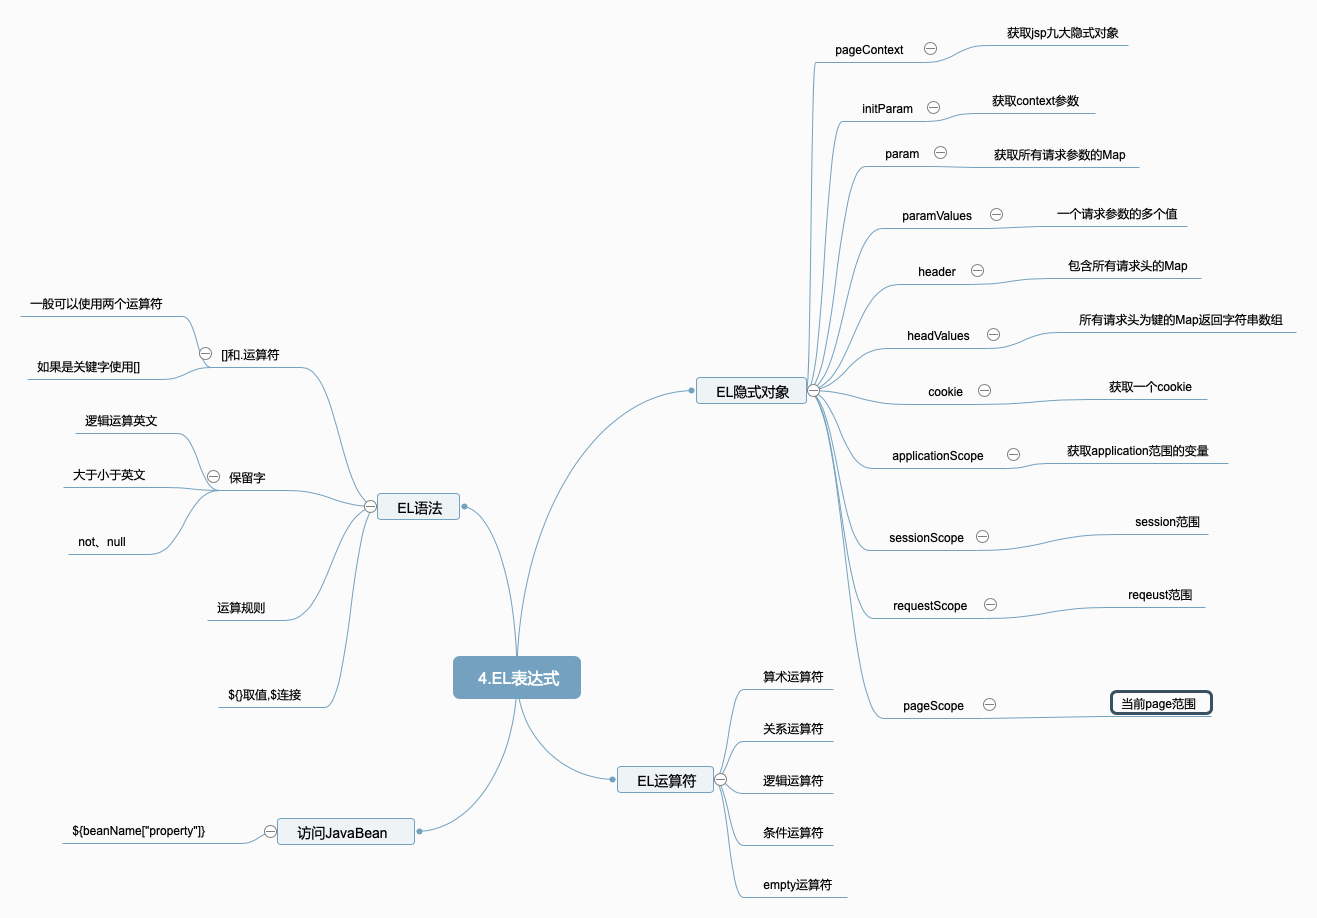 4.EL表达式
EL隐式对象
pageContext
获取jsp九大隐式对象
initParam
获取context参数
param
获取所有请求参数的Map
paramValues
一个请求参数的多个值
header
包含所有请求头的Map
headValues
所有请求头为键的Map返回字符串数组
cookie
获取一个cookie
applicationScope
获取application范围的变量
sessionScope
session范围
requestScope
reqeust范围
pageScope
当前page范围
EL运算符
算术运算符
关系运算符
逻辑运算符
条件运算符
empty运算符
EL语法
[]和.运算符
一般可以使用两个运算符
如果是关键字使用[]
保留字
逻辑运算英文
大于小于英文
not、null
运算规则
${}取值,$连接
访问JavaBean
${beanName["property"]}